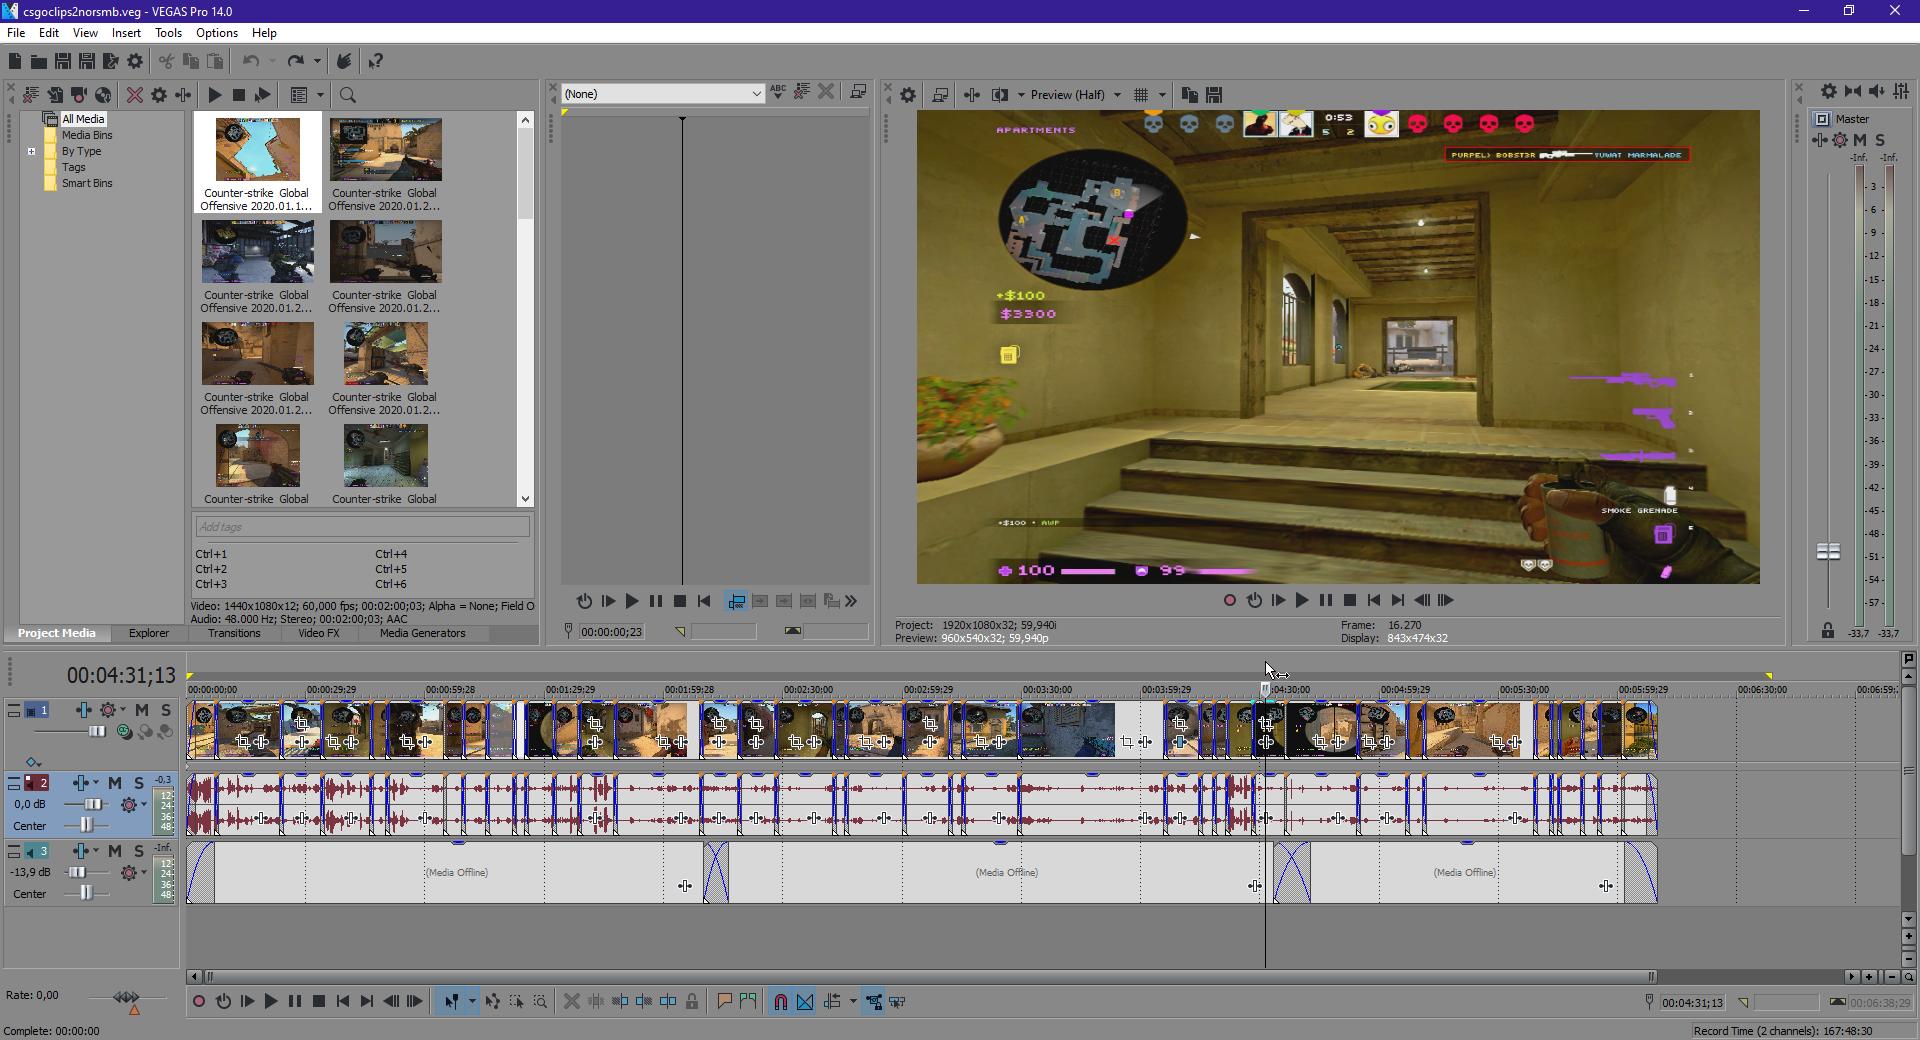 csgoclips2norsmb.veg - VEGAS Pro 14.0
File Edit View Insert Tools Options Help
(None)
ABC
Preview (Half)
All Media
Media Bins
By Type
Tags
Smart Bins
Counter-strike Global
Offensive 2020.01.1...
Counter-strike Global
Offensive 2020.01.2...
Counter-strike Global
Offensive 2020.01.2...
Counter-strike Global
Offensive 2020.01.2...
Counter-strike Global
Offensive 2020.01.2...
Counter-strike Global
Offensive 2020.01.2...
Counter-strike Global
Counter-strike Global
Add tags
Ctrl+1 Ctrl+4
Ctrl+2 Ctrl+5
Ctrl+3 Ctrl+6
Video: 1440x1080x12; 60,000 fps; 00:02:00;03; Alpha = None; Field O
Audio: 48.000 Hz; Stereo; 00:02:00;03; AAC
Project Media Explorer Transitions Video FX Media Generators
00:00:00;23
APARTMENTS
0:53
5 2
PURPEL) BOBST3R YUWAT MARMALADE
A
B
+$100
$3300
SMOKE GRENADE
+$100 • AWP
100 99
Project: 1920x1080x32; 59,940i
Preview: 960x540x32; 59,940p
Frame: 16.270
Display: 843x474x32
Master
M S
-Inf. -Inf.
- 3 -
- 6 -
- 9 -
-12-
-15-
-18-
-21-
-24-
-27-
-30-
-33-
-36-
-39-
-42-
-45-
-48-
-51-
-54-
-57-
-33,7 -33,7
00:04:31;13
00:00:00;00 00:00:29;29 00:00:59;28 00:01:29;29 00:01:59;28 00:02:30;00 00:02:59;29 00:03:30;00 00:03:59;29 :04:30;00 00:04:59;29 00:05:30;00 00:05:59;29 00:06:30;00 00:06:59;
1 M S
2 M S -0,3
0,0 dB
Center
12
24
36
48
3 M S -Inf.
-13,9 dB
Center
12
24
36
48
(Media Offline) (Media Offline) (Media Offline)
Rate: 0,00
00:04:31;13 00:06:38;29
Complete: 00:00:00
Record Time (2 channels): 167:48:30